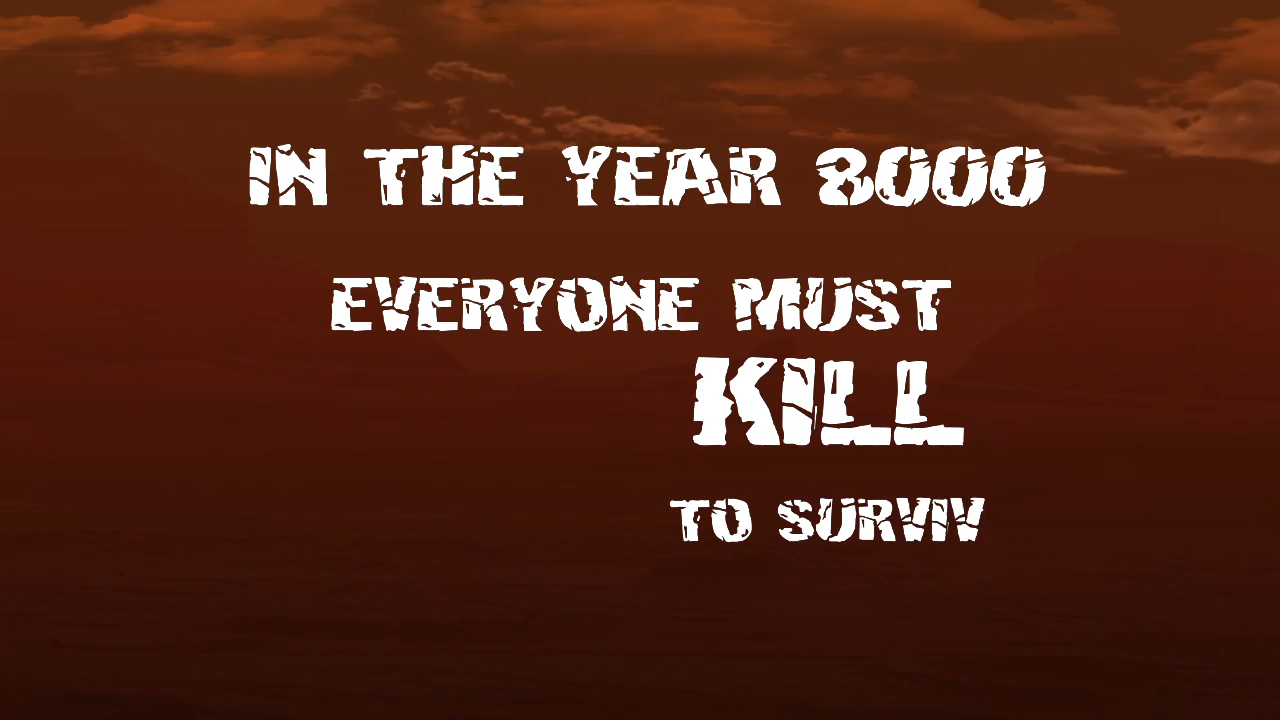 IN THE YEAR 8000
EVERYONE MUST
KILL
TO SURVIV